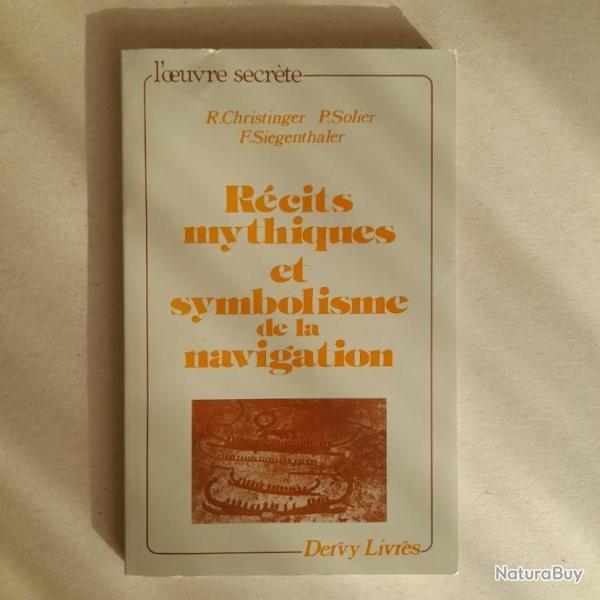 l'œuvre secrète
R.Christinger P.Solier
F.Siegenthaler
Récits
mythiques
et
symbolisme
de la
navigation
Dervy Livres
NaturaBuy